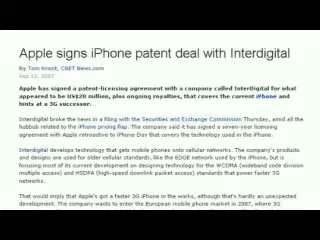 Apple signs iPhone patent deal with Interdigital
By Tom Krazit, CNET News.com
Sep 13, 2007
Apple has signed a patent-licensing agreement with a company called InterDigital for what
appeared to be US$20 million, plus ongoing royalties, that covers the current iPhone and
hints at a 3G successor.
Interdigital broke the news in a filing with the Securities and Exchange Commission Thursday, amid all the
hubbub related to the iPhone pricing flap. The company said it has signed a seven-year licensing
agreement with Apple retroactive to iPhone Day that covers the technology used in the iPhone.
Interdigital develops technology that gets mobile phones onto cellular networks. The company's products
and designs are used for older cellular standards, like the EDGE network used by the iPhone, but is
focusing most of its current development on designing technology for the WCDMA (wideband code division
multiple access) and HSDPA (high-speed downlink packet access) standards that power faster 3G
networks.
That would imply that Apple's got a faster 3G iPhone in the works, although that's hardly an unexpected
development. The company wants to enter the European mobile phone market in 2007, where 3G